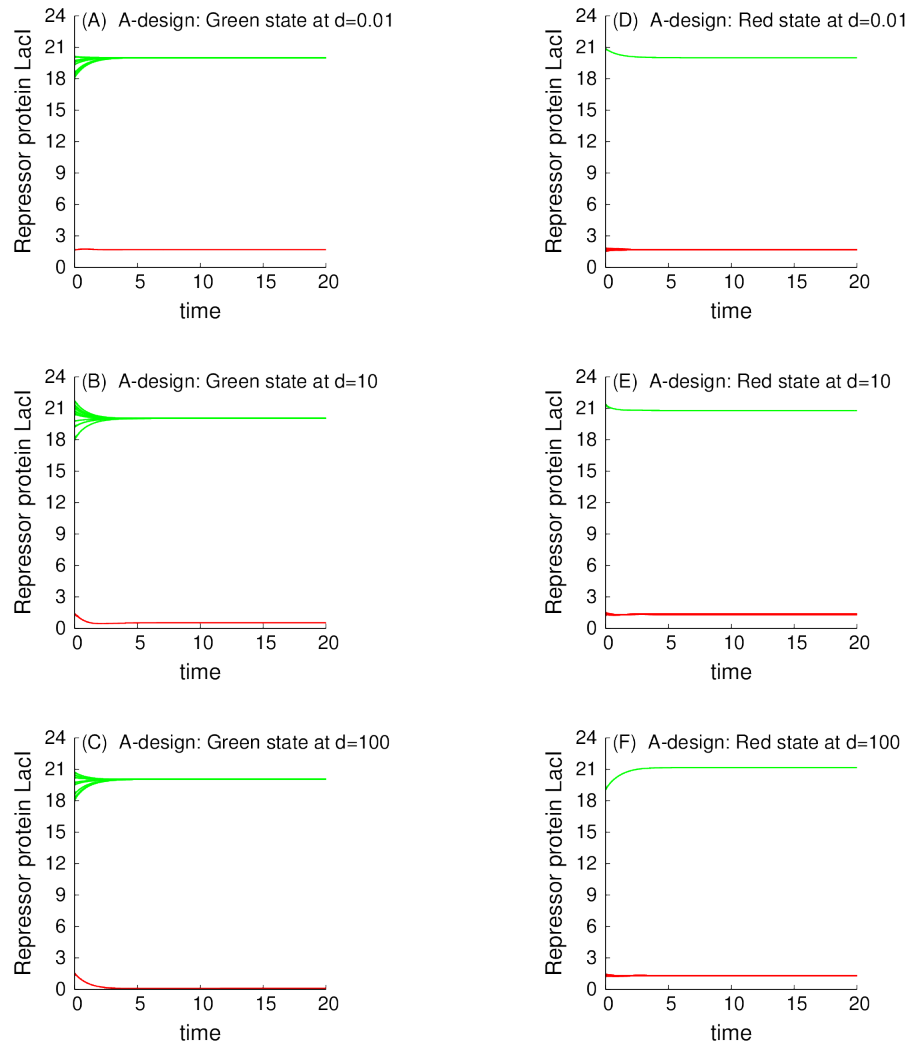 (A) A-design: Green state at d=0.01
Repressor protein LacI
24
21
18
15
12
9
6
3
0
0 5 10 15 20
time
(D) A-design: Red state at d=0.01
Repressor protein LacI
24
21
18
15
12
9
6
3
0
0 5 10 15 20
time
(B) A-design: Green state at d=10
Repressor protein LacI
24
21
18
15
12
9
6
3
0
0 5 10 15 20
time
(E) A-design: Red state at d=10
Repressor protein LacI
24
21
18
15
12
9
6
3
0
0 5 10 15 20
time
(C) A-design: Green state at d=100
Repressor protein LacI
24
21
18
15
12
9
6
3
0
0 5 10 15 20
time
(F) A-design: Red state at d=100
Repressor protein LacI
24
21
18
15
12
9
6
3
0
0 5 10 15 20
time